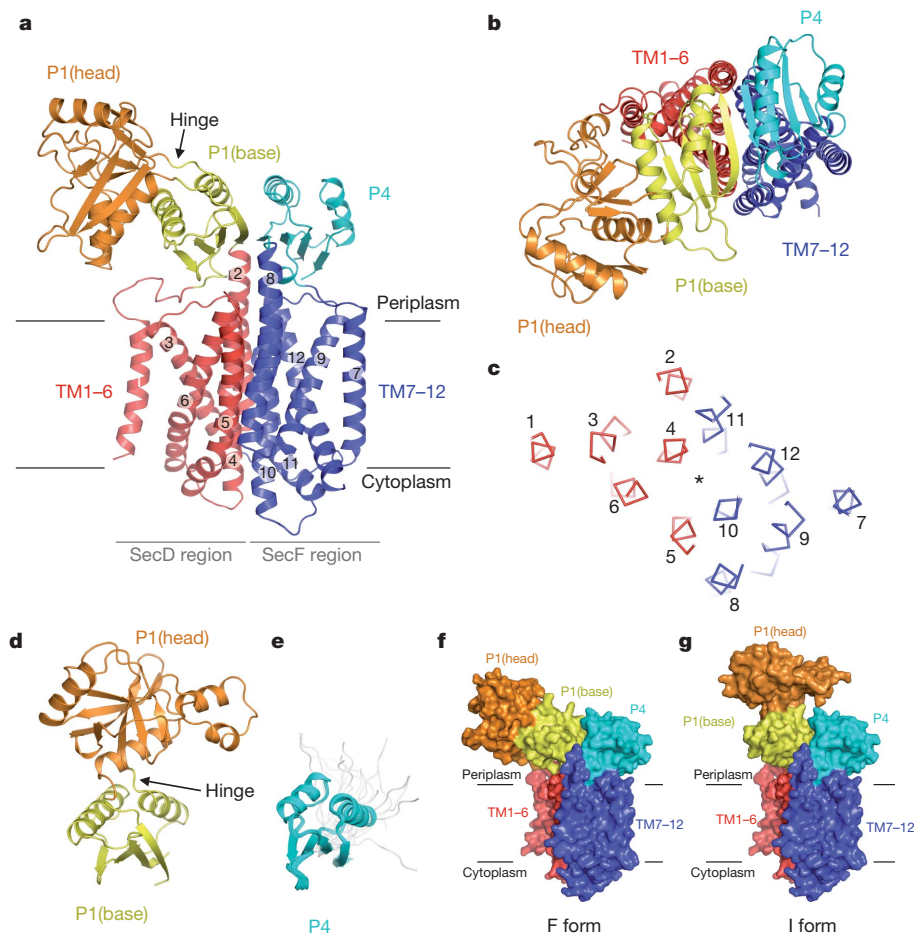 a
P1(head)
Hinge
P1(base)
P4
2
8
Periplasm
3
12
9
7
TM1–6
6
TM7–12
5
4
11
10
Cytoplasm
SecD region
SecF region
b
P4
TM1–6
TM7–12
P1(base)
P1(head)
c
2
11
1
3
4
12
*
6
10
7
5
9
8
d
P1(head)
Hinge
P1(base)
e
P4
f
P1(head)
P1(base)
P4
Periplasm
TM1–6
TM7–12
Cytoplasm
F form
g
P1(head)
P1(base)
P4
Periplasm
TM1–6
TM7–12
Cytoplasm
I form